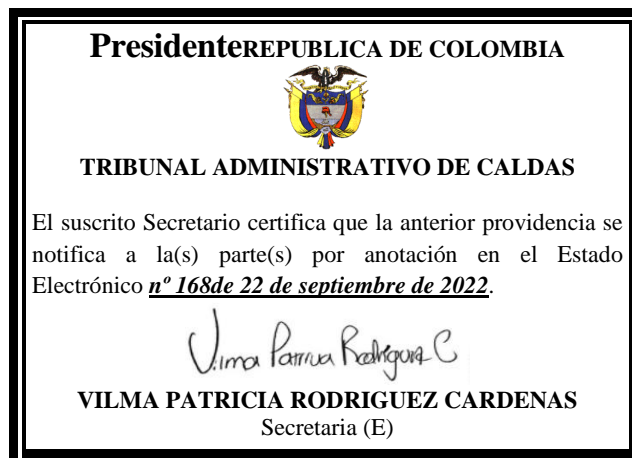 PresidenteREPUBLICA DE COLOMBIA
TRIBUNAL ADMINISTRATIVO DE CALDAS
El suscrito Secretario certifica que la anterior providencia se
notifica a la(s) parte(s) por anotación en el Estado
Electrónico nº 168de 22 de septiembre de 2022.
Vilma Patricia Rodríguez C
VILMA PATRICIA RODRIGUEZ CARDENAS
Secretaria (E)